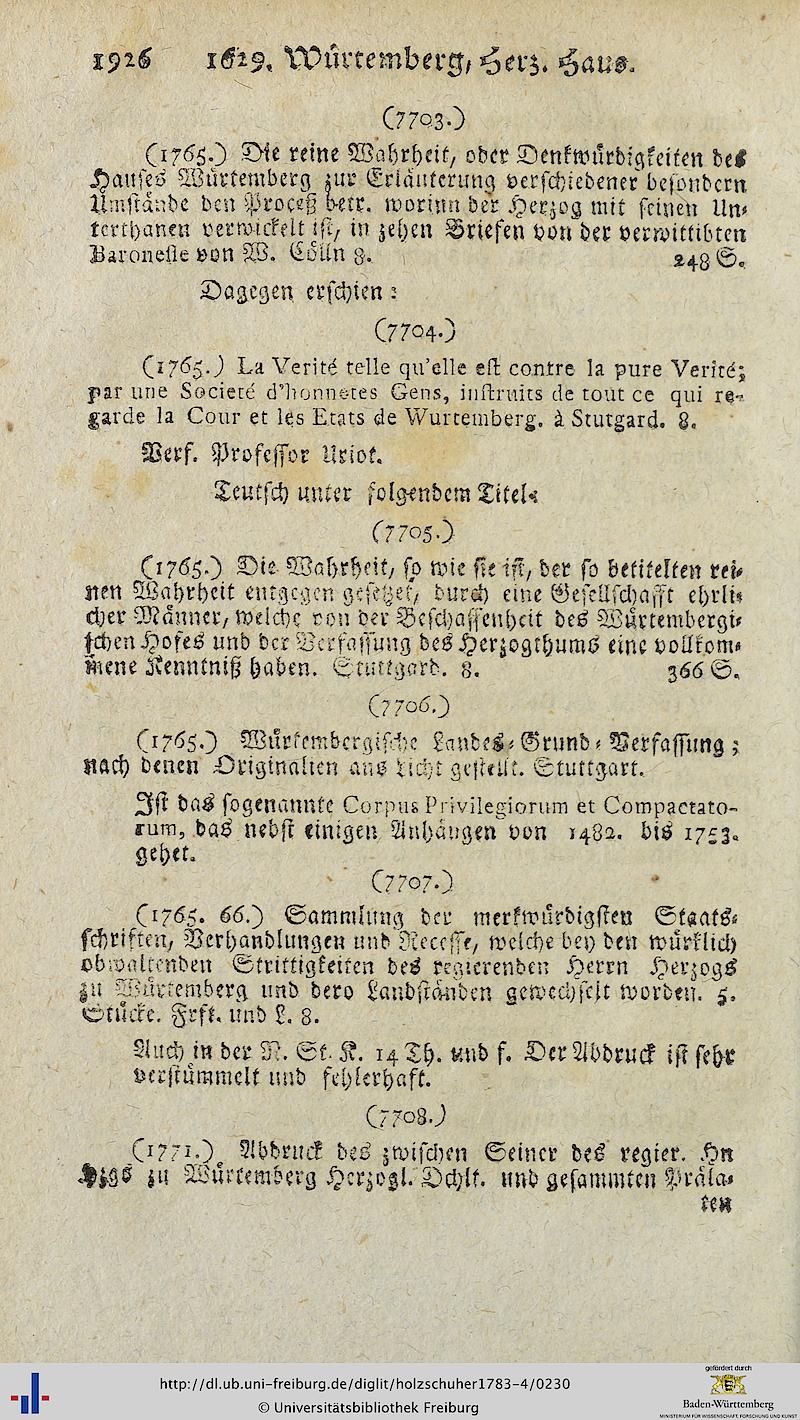 1926 1619. Würtemberg, Herz. Haus.
(7703.)
(1765.) Die reine Wahrheit, oder Denkwürdigkeiten des
Hauses Würtemberg zur Erläuterung verschiedener besondern
Umstände den Proceß betr. worinn der Herzog mit seinen Un-
terthanen verwickelt ist, in zehen Briefen von der verwittibten
Baronesse von W. Cölln 8. 248 S.
Dagegen erschien:
(7704.)
(1765.) La Verité telle qu'elle est contre la pure Verité;
par une Societé d'honnetes Gens, instruits de tout ce qui re-
garde la Cour et les Etats de Wurtemberg. à Stutgard. 8.
Verf. Professor Uriot.
Teutsch unter folgendem Titel:
(7705.)
(1765.) Die Wahrheit, so wie sie ist, der so betitelten rei-
nen Wahrheit entgegen gesetzet, durch eine Gesellschafft ehrli-
cher Männer, welche von der Beschaffenheit des Würtembergi-
schen Hofes und der Verfassung des Herzogthums eine vollkom-
mene Kenntniß haben. Stuttgard. 8. 366 S.
(7706.)
(1765.) Würtembergische Landes-Grund-Verfassung;
nach denen Originalien ans Licht gestellt. Stuttgart.
Ist das sogenannte Corpus Privilegiorum et Compactato-
rum, das nebst einigen Anhängen von 1482. bis 1753.
gehet.
(7707.)
(1765. 66.) Sammlung der merkwürdigsten Staats-
schriften, Verhandlungen und Recesse, welche bey den würklich
obwaltenden Strittigkeiten des regierenden Herrn Herzogs
zu Würtemberg und dero Landständen gewechselt worden. 5.
Stücke. Frft. und L. 8.
Auch in der N. St. K. 14 Th. und f. Der Abdruck ist sehr
verstümmelt und fehlerhaft.
(7708.)
(1771.) Abdruck des zwischen Seiner des regier. Hn
zu Würtemberg Herzogl. Dchlt. und gesammten Präla-
ten
gefördert durch
http://dl.ub.uni-freiburg.de/diglit/holzschuher1783-4/0230
© Universitätsbibliothek Freiburg
Baden-Württemberg
MINISTERIUM FÜR WISSENSCHAFT, FORSCHUNG UND KUNST